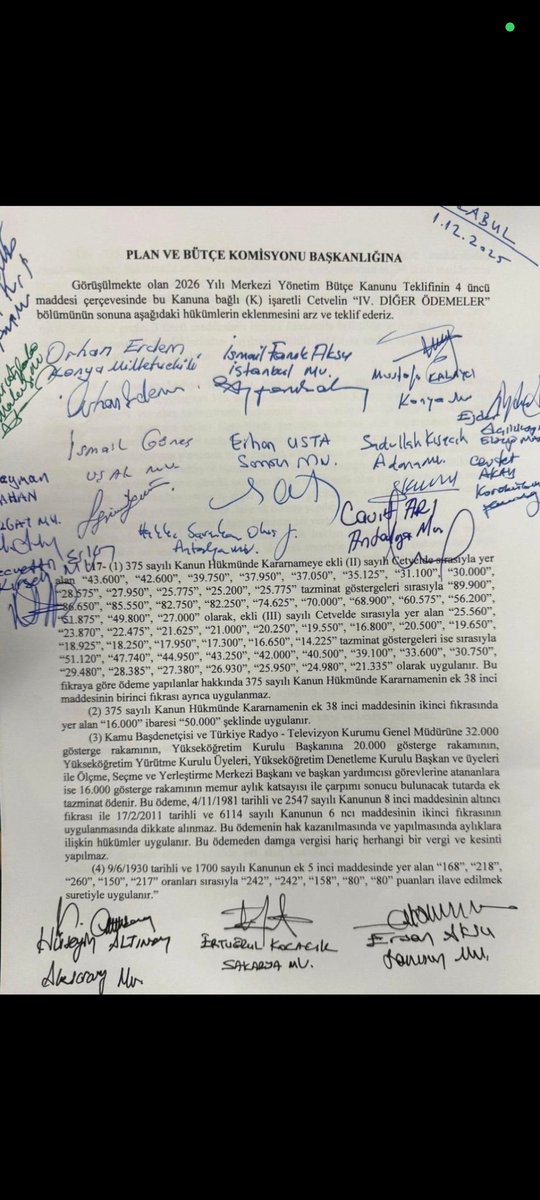 KABUL
1.12.2025
PLAN VE BÜTÇE KOMİSYONU BAŞKANLIĞINA
Görüşülmekte olan 2026 Yılı Merkezi Yönetim Bütçe Kanunu Teklifinin 4 üncü
maddesi çerçevesinde bu Kanuna bağlı (K) işaretli Cetvelin “IV. DİĞER ÖDEMELER”
bölümünün sonuna aşağıdaki hükümlerin eklenmesini arz ve teklif ederiz.
Orhan Erdem İsmail Faruk Aksu
Konya Milletvekili İstanbul Mv. Mustafa KALAYCI
Konya Mv
İsmail Güneş Erhan USTA Sadullah Kısacık
UŞAK Mv Samsun Mv. Adana Mv. Cevdet
AKAY
Cavit ARI
Antalya Mv. Antalya Mv
17- (1) 375 sayılı Kanun Hükmünde Kararnameye ekli (II) sayılı Cetvelde sırasıyla yer
alan “43.600”, “42.600”, “39.750”, “37.950”, “37.050”, “35.125”, “31.100”, “30.000”,
“28.575”, “27.950”, “25.775”, “25.200”, “25.775” tazminat göstergeleri sırasıyla “89.900”,
“86.650”, “85.550”, “82.750”, “82.250”, “74.625”, “70.000”, “68.900”, “60.575”, “56.200”,
“51.875”, “49.800”, “27.000” olarak, ekli (III) sayılı Cetvelde sırasıyla yer alan “25.560”,
“23.870”, “22.475”, “21.625”, “21.000”, “20.250”, “19.550”, “16.800”, “20.500”, “19.650”,
“18.925”, “18.250”, “17.950”, “17.300”, “16.650”, “14.225” tazminat göstergeleri ise sırasıyla
“51.120”, “47.740”, “44.950”, “43.250”, “42.000”, “40.500”, “39.100”, “33.600”, “30.750”,
“29.480”, “28.385”, “27.380”, “26.930”, “25.950”, “24.980”, “21.335” olarak uygulanır. Bu
fıkraya göre ödeme yapılanlar hakkında 375 sayılı Kanun Hükmünde Kararnamenin ek 38 inci
maddesinin birinci fıkrası ayrıca uygulanmaz.
(2) 375 sayılı Kanun Hükmünde Kararnamenin ek 38 inci maddesinin ikinci fıkrasında
yer alan “16.000” ibaresi “50.000” şeklinde uygulanır.
(3) Kamu Başdenetçisi ve Türkiye Radyo - Televizyon Kurumu Genel Müdürüne 32.000
gösterge rakamının, Yükseköğretim Kurulu Başkanına 20.000 gösterge rakamının,
Yükseköğretim Yürütme Kurulu Üyeleri, Yükseköğretim Denetleme Kurulu Başkan ve üyeleri
ile Ölçme, Seçme ve Yerleştirme Merkezi Başkanı ve başkan yardımcısı görevlerine atananlara
ise 16.000 gösterge rakamının memur aylık katsayısı ile çarpımı sonucu bulunacak tutarda ek
tazminat ödenir. Bu ödeme, 4/11/1981 tarihli ve 2547 sayılı Kanunun 8 inci maddesinin altıncı
fıkrası ile 17/2/2011 tarihli ve 6114 sayılı Kanunun 6 ncı maddesinin ikinci fıkrasının
uygulanmasında dikkate alınmaz. Bu ödemenin hak kazanılmasında ve yapılmasında aylıklara
ilişkin hükümler uygulanır. Bu ödemeden damga vergisi hariç herhangi bir vergi ve kesinti
yapılmaz.
(4) 9/6/1930 tarihli ve 1700 sayılı Kanunun ek 5 inci maddesinde yer alan “168”, “218”,
“260”, “150”, “217” oranları sırasıyla “242”, “242”, “158”, “80”, “80” puanları ilave edilmek
suretiyle uygulanır.”
Hüseyin ALTINSOY ERTUĞRUL KOCACIK Ersan Aksu
Aksaray Mv. SAKARYA MV. Samsun Mv.